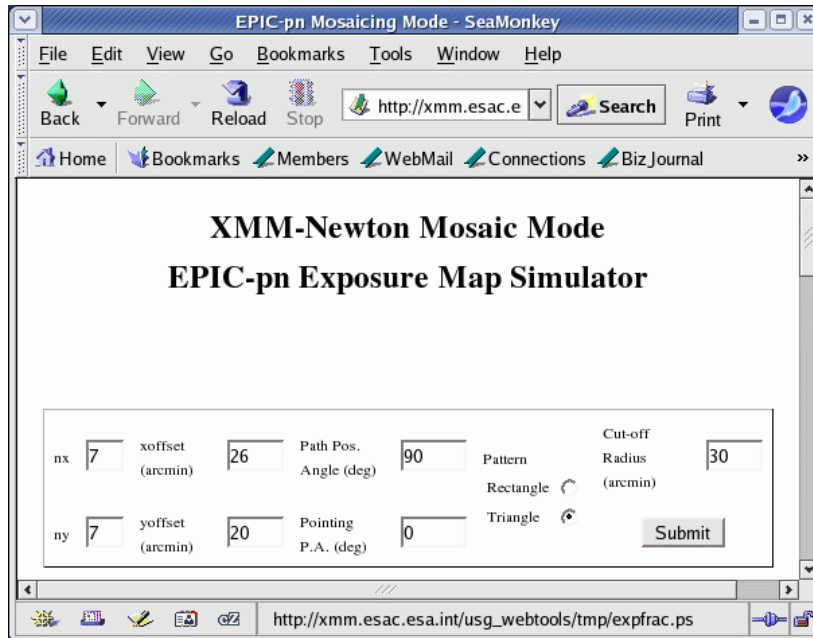 EPIC-pn Mosaicing Mode - SeaMonkey
File Edit View Go Bookmarks Tools Window Help
Back Forward Reload Stop http://xmm.esac.e Search Print
Home Bookmarks Members WebMail Connections BizJournal »
XMM-Newton Mosaic Mode
EPIC-pn Exposure Map Simulator
nx 7 xoffset (arcmin) 26 Path Pos. Angle (deg) 90 Pattern Cut-off Radius (arcmin) 30
Rectangle
Triangle
ny 7 yoffset (arcmin) 20 Pointing P.A. (deg) 0 Submit
http://xmm.esac.esa.int/usg_webtools/tmp/expfrac.ps